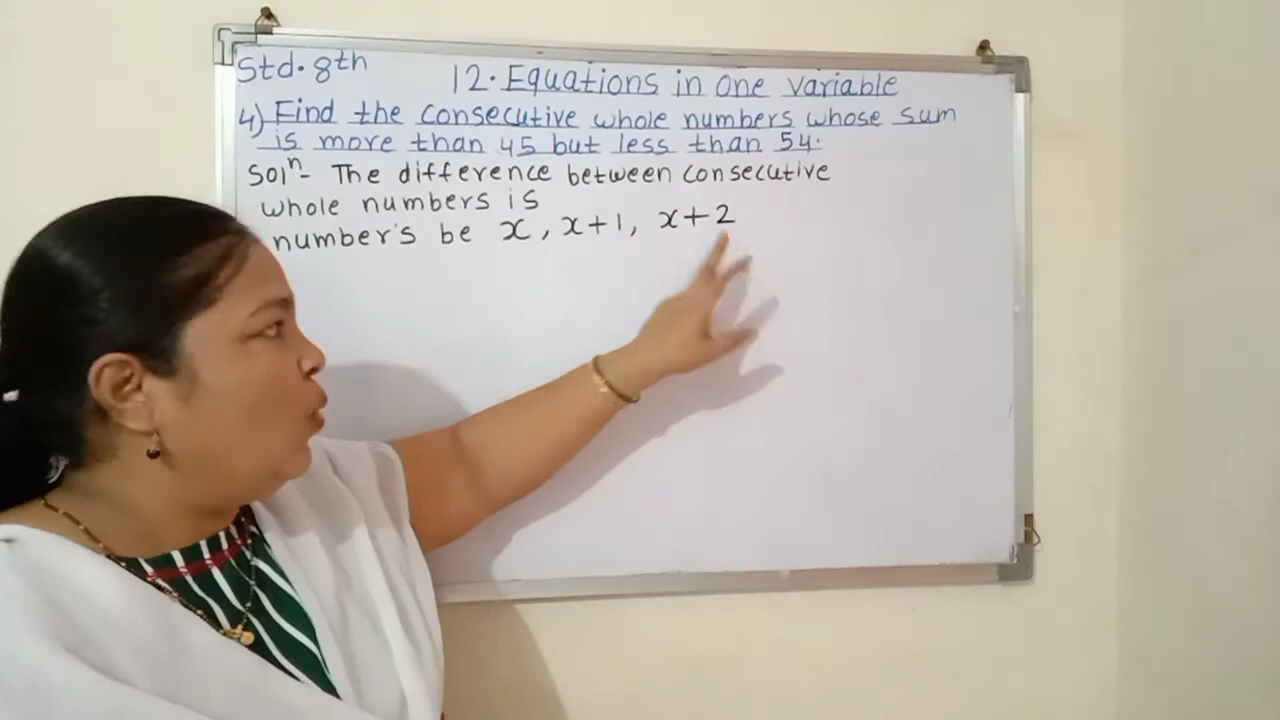 Std. 8th
12. Equations in one variable
4) Find the consecutive whole numbers whose sum
is more than 45 but less than 54.
Solⁿ- The difference between consecutive
whole numbers is
number's be x, x+1, x+2